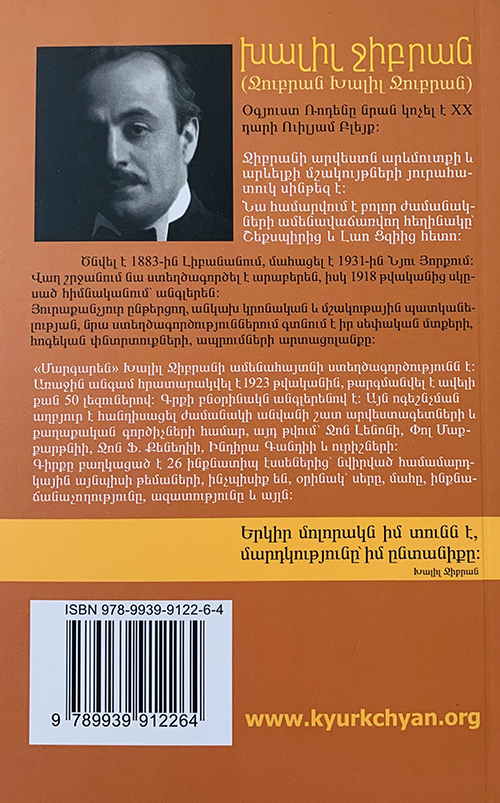 խալիլ ջիբրան
(Ջուբրան Խալիլ Ջուբրան)
Օգյուստ Ռոդենը նրան կոչել է XX
դարի Ուիլյամ Բլեյք:
Ջիբրանի արվեստն արևմուտքի և
արևելքի մշակույթների յուրահա-
տուկ սինթեզ է:
Նա համարվում է բոլոր ժամանակ-
ների ամենավաճառվող հեղինակը՝
Շեքսպիրից և Լաո Ցզիից հետո:
Ծնվել է 1883-ին Լիբանանում, մահացել է 1931-ին Նյու Յորքում:
Վաղ շրջանում նա ստեղծագործել է արաբերեն, իսկ 1918 թվականից սկը-
սած հիմնականում՝ անգլերեն:
Յուրաքանչյուր ընթերցող, անկախ կրոնական և մշակութային պատկանե-
լության, նրա ստեղծագործություններում գտնում է իր սեփական մտքերի,
հոգեկան փնտրտուքների, ապրումների արտացոլանքը:
«Մարգարեն» Խալիլ Ջիբրանի ամենահայտնի ստեղծագործությունն է:
Առաջին անգամ հրատարակվել է 1923 թվականին, թարգմանվել է ավելի
քան 50 լեզուներով: Գրքի բնօրինակն անգլերենով է: Այն ոգեշնչման
աղբյուր է հանդիսացել ժամանակի անվանի շատ արվեստագետների և
քաղաքական գործիչների համար, այդ թվում՝ Ջոն Լենոնի, Փոլ Մաք-
քարթնիի, Ջոն Ֆ. Քենեդիի, Ինդիրա Գանդիի և ուրիշների:
Գիրքը բաղկացած է 26 ինքնատիպ էսսեներից՝ նվիրված համամարդ-
կային այնպիսի թեմաների, ինչպիսիք են, օրինակ՝ սերը, մահը, ինքնա-
ճանաչողությունը, ազատությունը և այլն:
Երկիր մոլորակն իմ տունն է,
մարդկությունը՝ իմ ընտանիքը:
Խալիլ Ջիբրան
ISBN 978-9939-9122-6-4
9 789939 912264
www.kyurkchyan.org